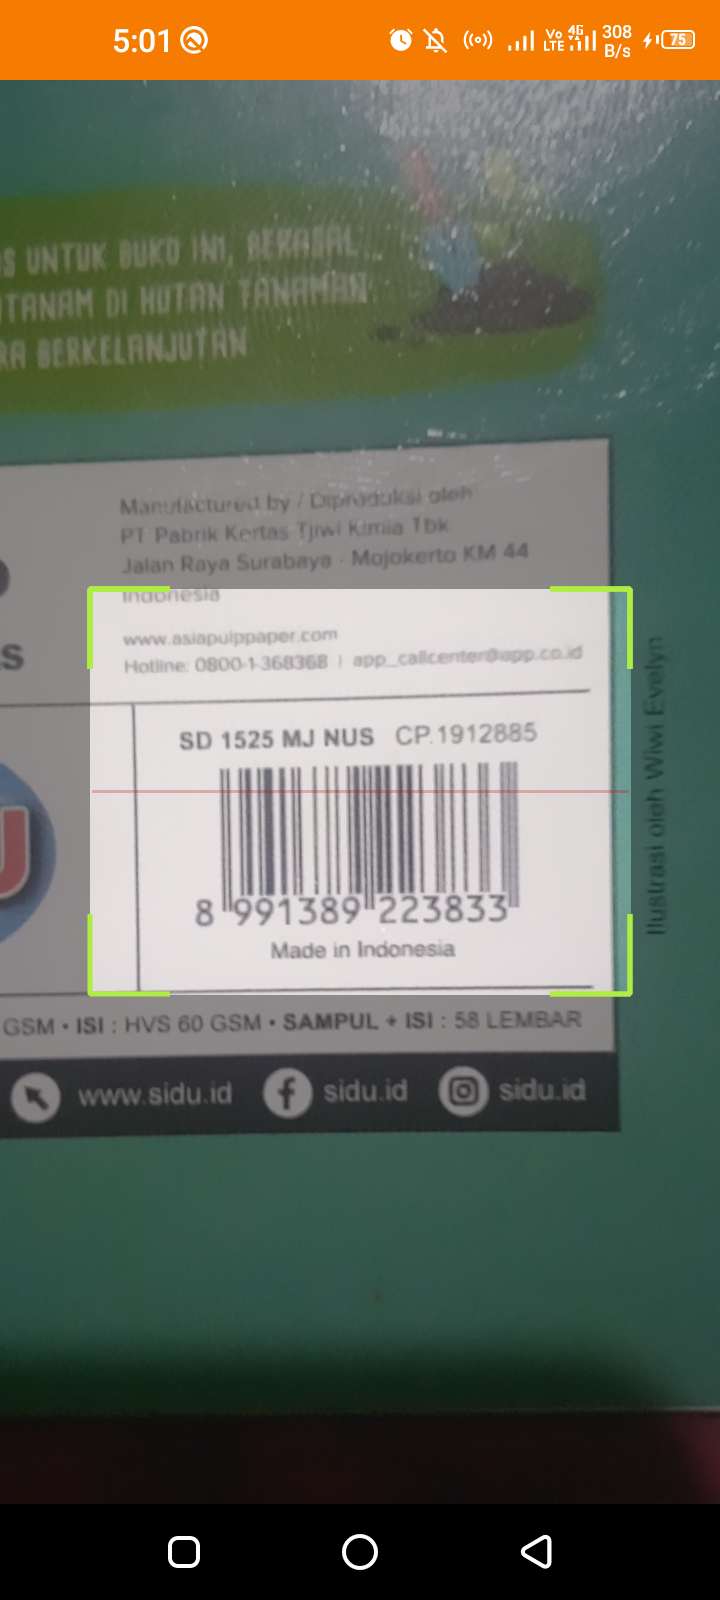 5:01
Vo LTE 4G 308 B/s 75
S UNTUK BUKU INI, BERASAL
TANAM DI HUTAN TANAMAN
RA BERKELANJUTAN
Manufactured by / Diproduksi oleh
PT Pabrik Kertas Tjiwi Kimia Tbk
Jalan Raya Surabaya - Mojokerto KM 44
Indonesia
www.asiapulppaper.com
Hotline: 0800-1-368368 | app_callcenter@app.co.id
S
SD 1525 MJ NUS CP.1912885
U
8 991389 223833
Made in Indonesia
Ilustrasi oleh Wiwi Evelyn
GSM • ISI : HVS 60 GSM • SAMPUL + ISI : 58 LEMBAR
www.sidu.id sidu.id sidu.id